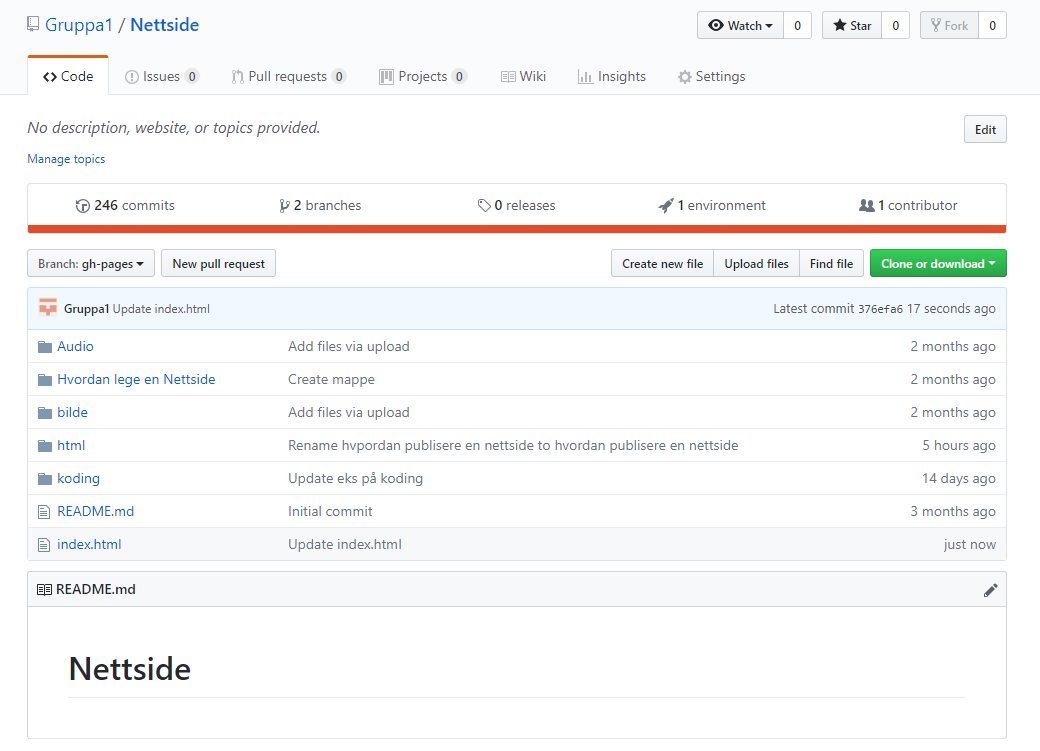 Gruppa1 / Nettside
Watch 0 Star 0 Fork 0
Code Issues 0 Pull requests 0 Projects 0 Wiki Insights Settings
No description, website, or topics provided.
Edit
Manage topics
246 commits 2 branches 0 releases 1 environment 1 contributor
Branch: gh-pages New pull request Create new file Upload files Find file Clone or download
Gruppa1 Update index.html Latest commit 376efa6 17 seconds ago
Audio Add files via upload 2 months ago
Hvordan lege en Nettside Create mappe 2 months ago
bilde Add files via upload 2 months ago
html Rename hvpordan publisere en nettside to hvordan publisere en nettside 5 hours ago
koding Update eks på koding 14 days ago
README.md Initial commit 3 months ago
index.html Update index.html just now
README.md
Nettside